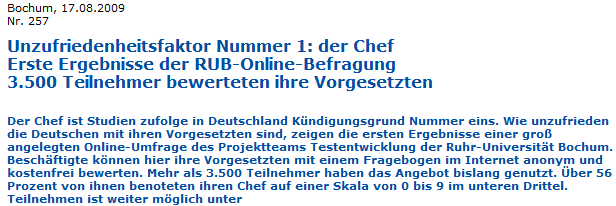 Bochum, 17.08.2009
Nr. 257
Unzufriedenheitsfaktor Nummer 1: der Chef
Erste Ergebnisse der RUB-Online-Befragung
3.500 Teilnehmer bewerteten ihre Vorgesetzten
Der Chef ist Studien zufolge in Deutschland Kündigungsgrund Nummer eins. Wie unzufrieden
die Deutschen mit ihren Vorgesetzten sind, zeigen die ersten Ergebnisse einer groß
angelegten Online-Umfrage des Projektteams Testentwicklung der Ruhr-Universität Bochum.
Beschäftigte können hier ihre Vorgesetzten mit einem Fragebogen im Internet anonym und
kostenfrei bewerten. Mehr als 3.500 Teilnehmer haben das Angebot bislang genutzt. Über 56
Prozent von ihnen benoteten ihren Chef auf einer Skala von 0 bis 9 im unteren Drittel.
Teilnehmen ist weiter möglich unter